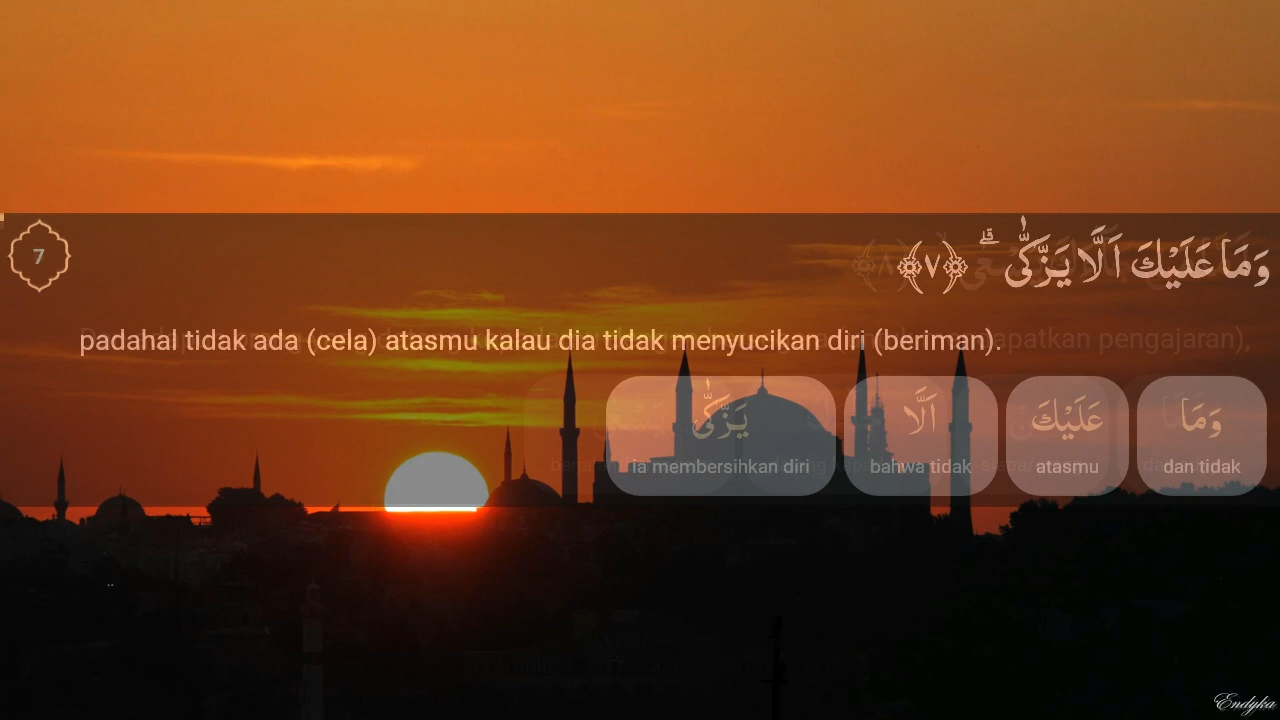 7
وَمَا عَلَيْكَ اَلَّا يَزَّكّٰىۗ ﴿٧﴾
padahal tidak ada (cela) atasmu kalau dia tidak menyucikan diri (beriman).
وَمَا عَلَيْكَ اَلَّا يَزَّكّٰى
dan tidak atasmu bahwa tidak ia membersihkan diri
Endyka